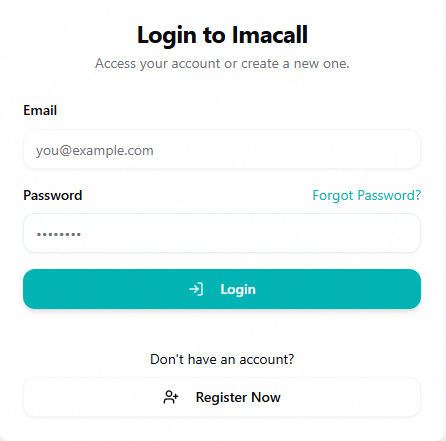 Login to Imacall
Access your account or create a new one.
Email
you@example.com
Password Forgot Password?
••••••••
Login
Don't have an account?
Register Now